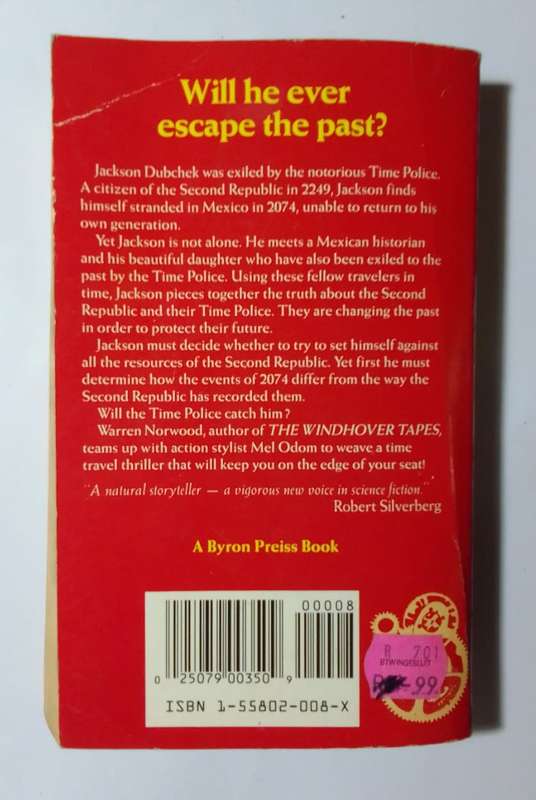 Will he ever
escape the past?
Jackson Dubchek was exiled by the notorious Time Police.
A citizen of the Second Republic in 2249, Jackson finds
himself stranded in Mexico in 2074, unable to return to his
own generation.
Yet Jackson is not alone. He meets a Mexican historian
and his beautiful daughter who have also been exiled to the
past by the Time Police. Using these fellow travelers in
time, Jackson pieces together the truth about the Second
Republic and their Time Police. They are changing the past
in order to protect their future.
Jackson must decide whether to try to set himself against
all the resources of the Second Republic. Yet first he must
determine how the events of 2074 differ from the way the
Second Republic has recorded them.
Will the Time Police catch him?
Warren Norwood, author of THE WINDHOVER TAPES,
teams up with action stylist Mel Odom to weave a time
travel thriller that will keep you on the edge of your seat!
"A natural storyteller — a vigorous new voice in science fiction."
Robert Silverberg
A Byron Preiss Book
00008
0 25079 00350 9
ISBN 1-55802-008-X
R 701
BTWINGESLUIT
99